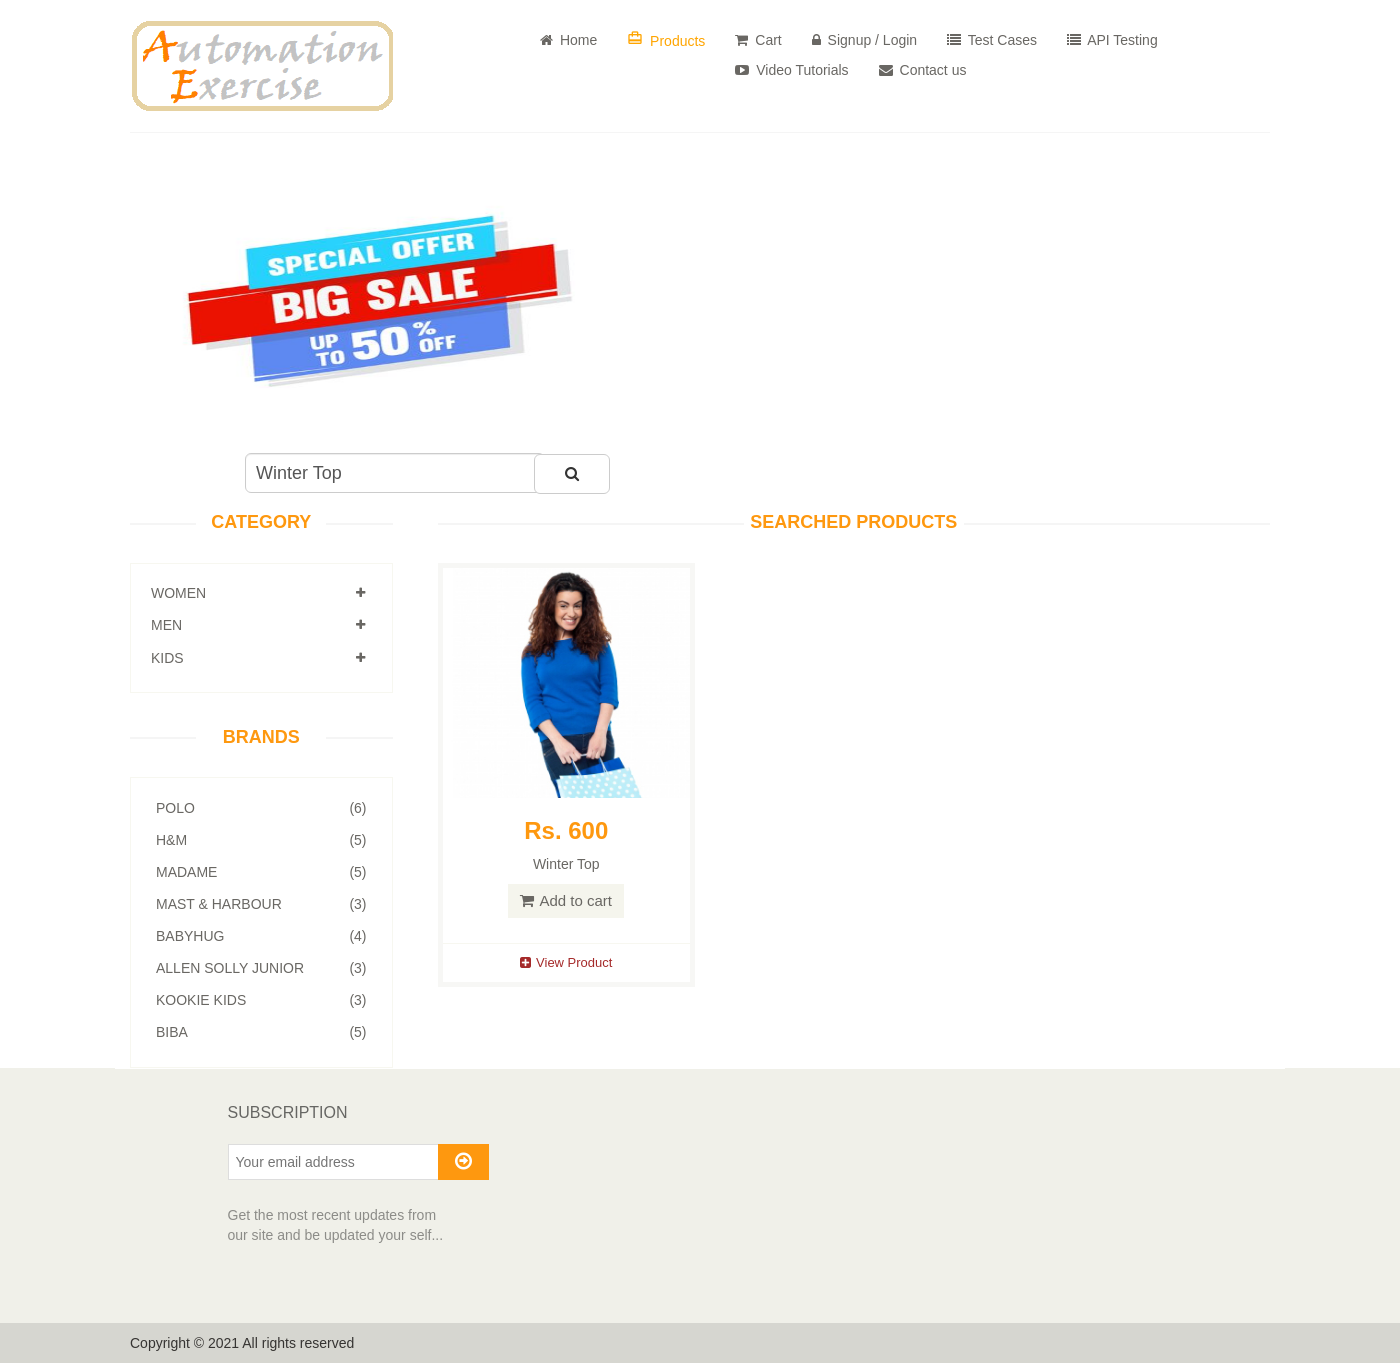 Automation
Exercise
Home Products Cart Signup / Login Test Cases API Testing
Video Tutorials Contact us
SPECIAL OFFER
BIG SALE
UP TO 50% OFF
Winter Top
CATEGORY
WOMEN
MEN
KIDS
BRANDS
POLO (6)
H&M (5)
MADAME (5)
MAST & HARBOUR (3)
BABYHUG (4)
ALLEN SOLLY JUNIOR (3)
KOOKIE KIDS (3)
BIBA (5)
SEARCHED PRODUCTS
Rs. 600
Winter Top
Add to cart
View Product
SUBSCRIPTION
Your email address
Get the most recent updates from
our site and be updated your self...
Copyright © 2021 All rights reserved